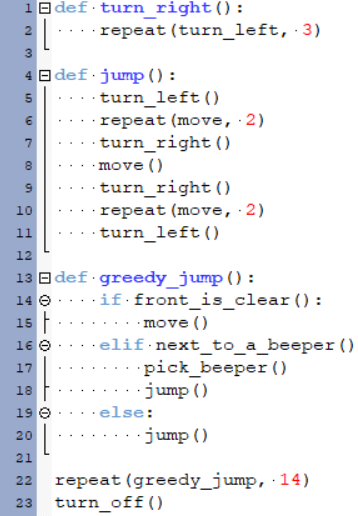 1 def turn_right():
2     repeat(turn_left, 3)
3
4 def jump():
5     turn_left()
6     repeat(move, 2)
7     turn_right()
8     move()
9     turn_right()
10     repeat(move, 2)
11     turn_left()
12
13 def greedy_jump():
14     if front_is_clear():
15         move()
16     elif next_to_a_beeper()
17         pick_beeper()
18         jump()
19     else:
20         jump()
21
22 repeat(greedy_jump, 14)
23 turn_off()